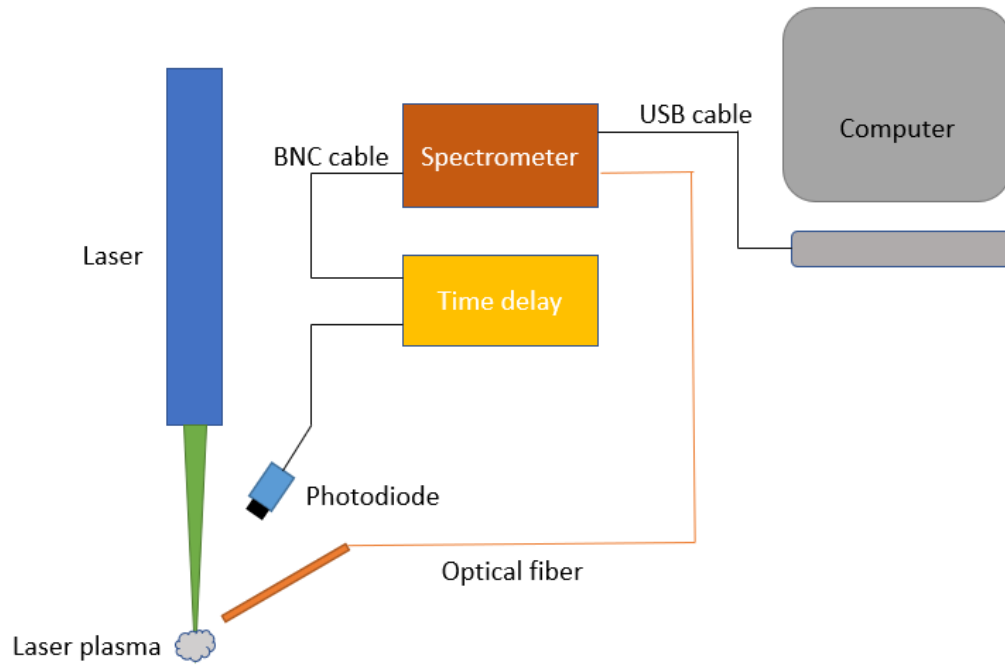 USB cable
Computer
BNC cable
Spectrometer
Laser
Time delay
Photodiode
Optical fiber
Laser plasma